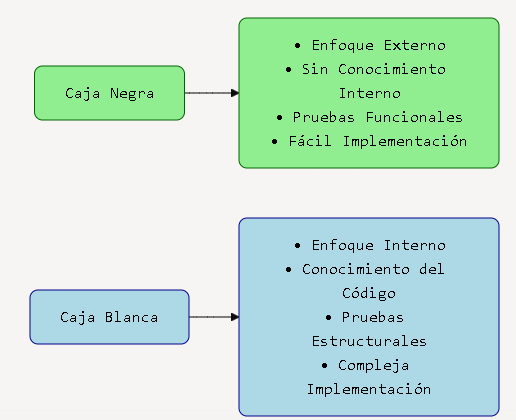 Caja Negra
• Enfoque Externo
• Sin Conocimiento
Interno
• Pruebas Funcionales
• Fácil Implementación
Caja Blanca
• Enfoque Interno
• Conocimiento del
Código
• Pruebas
Estructurales
• Compleja
Implementación